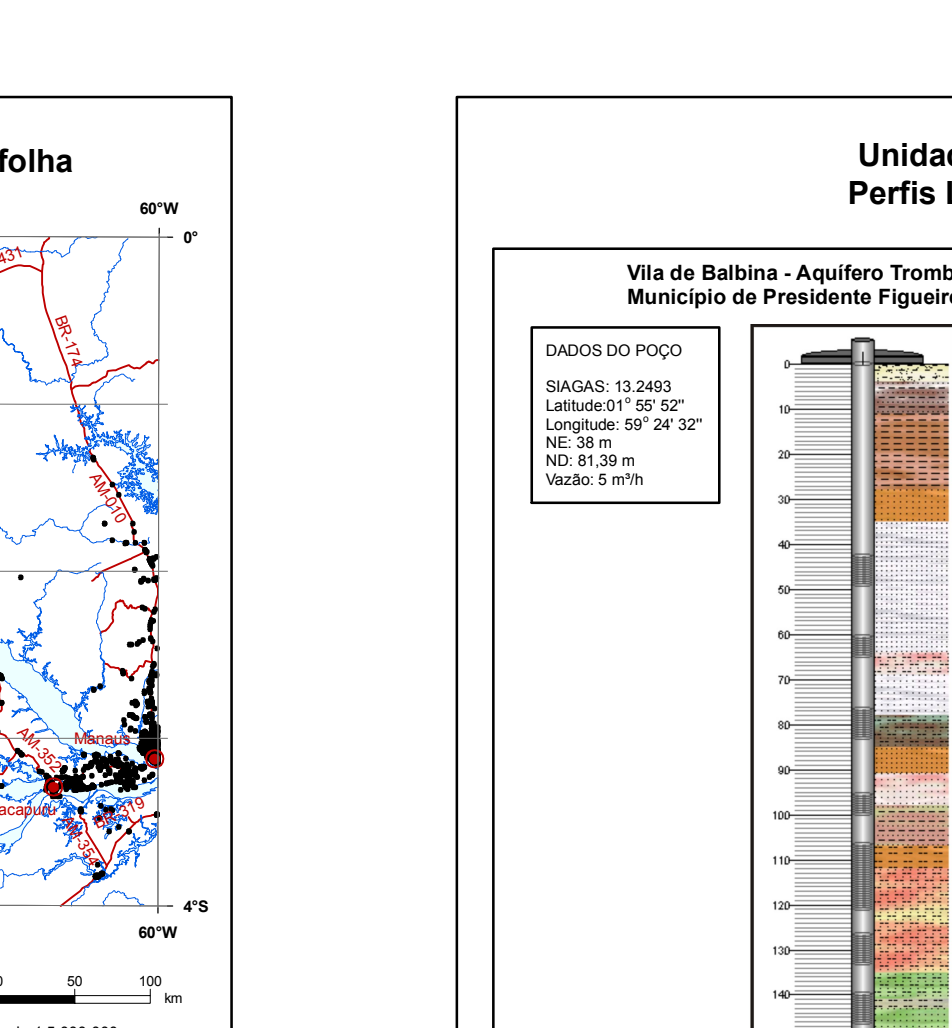 folha
60°W
0°
431
BR-174
AM-010
Manaus
AM-352
acapuru
AM-354
BR-319
4°S
60°W
0
50
100
km
Unidad
Perfis
Vila de Balbina - Aquífero Tromb
Município de Presidente Figueir
DADOS DO POÇO
SIAGAS: 13.2493
Latitude:01° 55' 52"
Longitude: 59° 24' 32"
NE: 38 m
ND: 81,39 m
Vazão: 5 m³/h
0
10
20
30
40
50
60
70
80
90
100
110
120
130
140